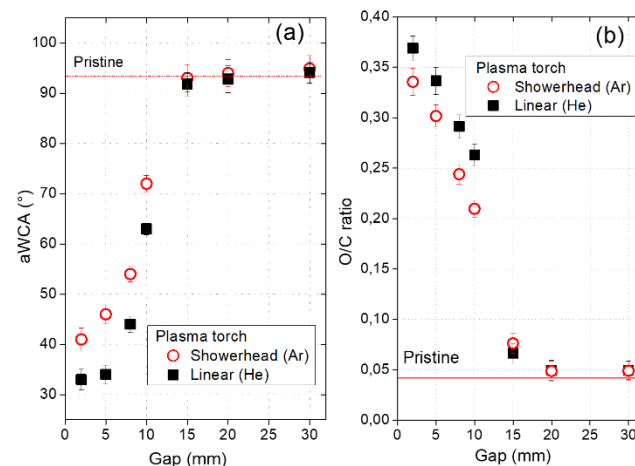 (a)
100
90
80
70
60
50
40
30
aWCA (°)
Pristine
Plasma torch
Showerhead (Ar)
Linear (He)
0
5
10
15
20
25
30
Gap (mm)
(b)
0,40
0,35
0,30
0,25
0,20
0,15
0,10
0,05
0,00
O/C ratio
Plasma torch
Showerhead (Ar)
Linear (He)
Pristine
0
5
10
15
20
25
30
Gap (mm)